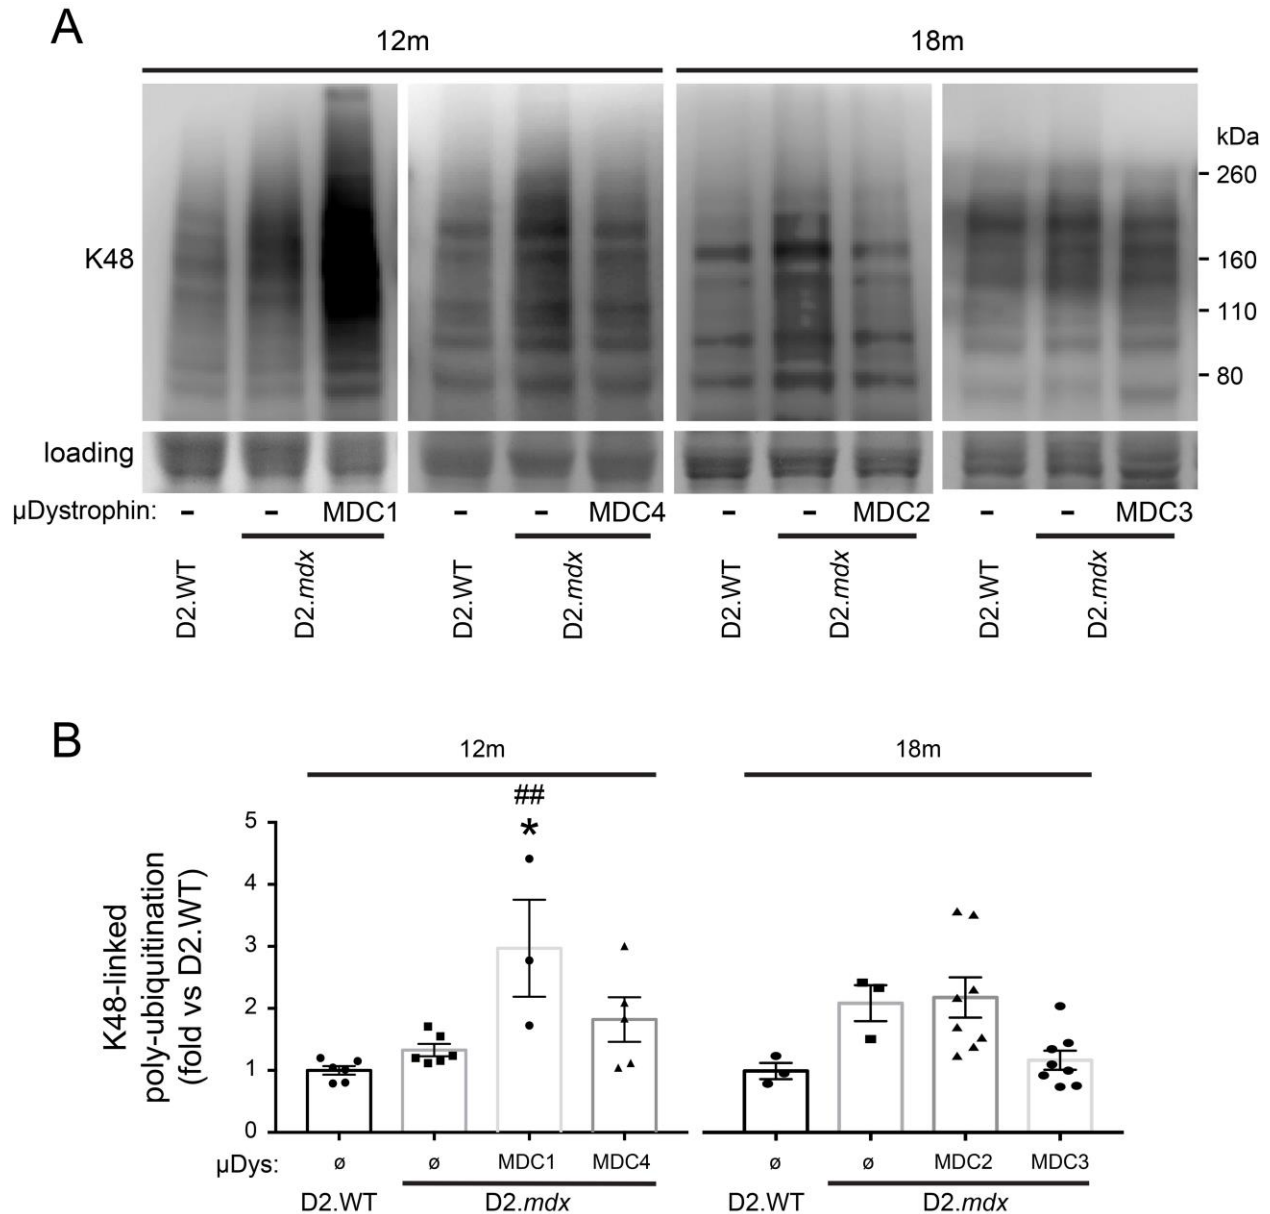 A
12m 18m
kDa
260
K48 160
110
80
loading
µDystrophin: - - MDC1 - - MDC4 - - MDC2 - - MDC3
D2.WT D2.mdx D2.WT D2.mdx D2.WT D2.mdx D2.WT D2.mdx
B
12m 18m
##
*
K48-linked
poly-ubiquitination
(fold vs D2.WT)
5
4
3
2
1
0
µDys: ø ø MDC1 MDC4 ø ø MDC2 MDC3
D2.WT D2.mdx D2.WT D2.mdx